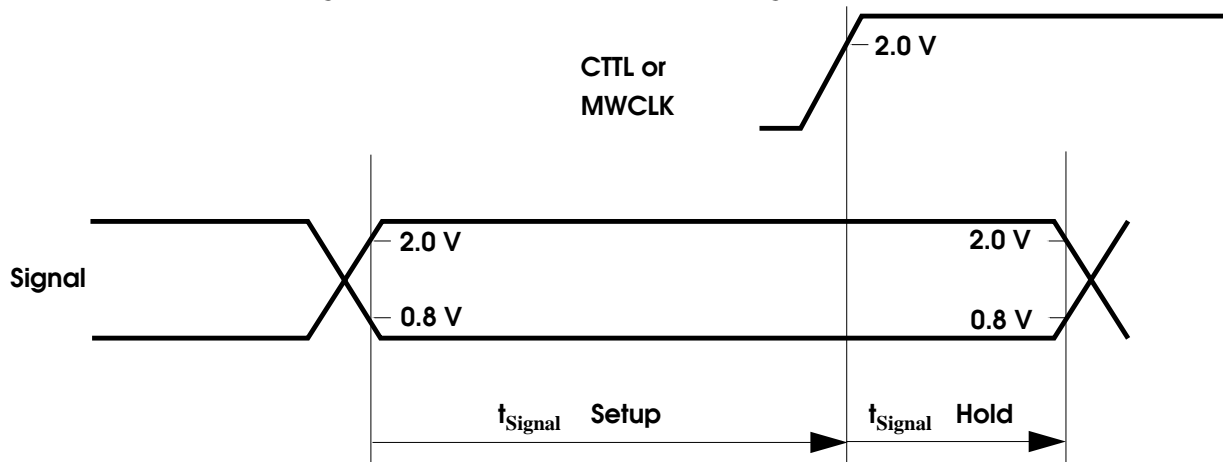 2.0 V
CTTL or
MWCLK
2.0 V
2.0 V
Signal
0.8 V
0.8 V
tSignal Setup
tSignal Hold